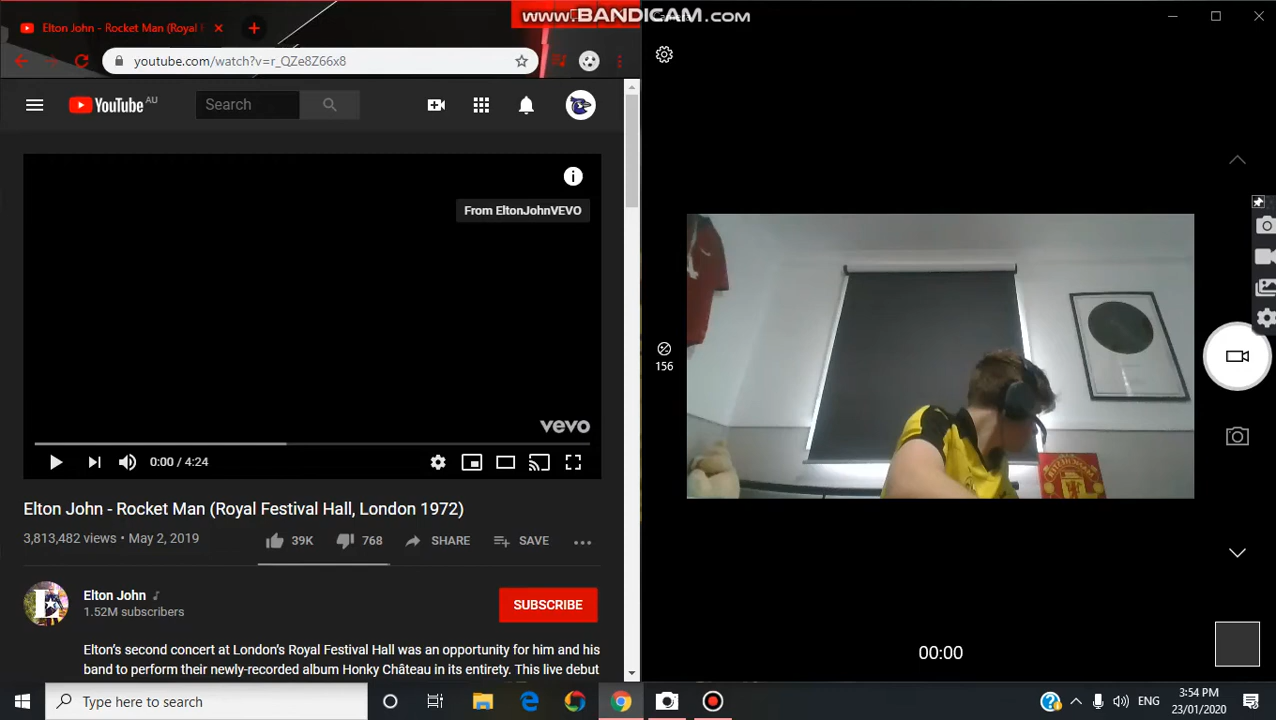 www.BANDICAM.com
Elton John - Rocket Man (Royal F
youtube.com/watch?v=r_QZe8Z66x8
YouTube AU
Search
From EltonJohnVEVO
vevo
0:00 / 4:24
Elton John - Rocket Man (Royal Festival Hall, London 1972)
3,813,482 views • May 2, 2019
39K
768
SHARE
SAVE
Elton John
1.52M subscribers
SUBSCRIBE
Elton's second concert at London's Royal Festival Hall was an opportunity for him and his
band to perform their newly-recorded album Honky Château in its entirety. This live debut
156
MANCHESTER
UNITED
00:00
Type here to search
ENG
3:54 PM
23/01/2020